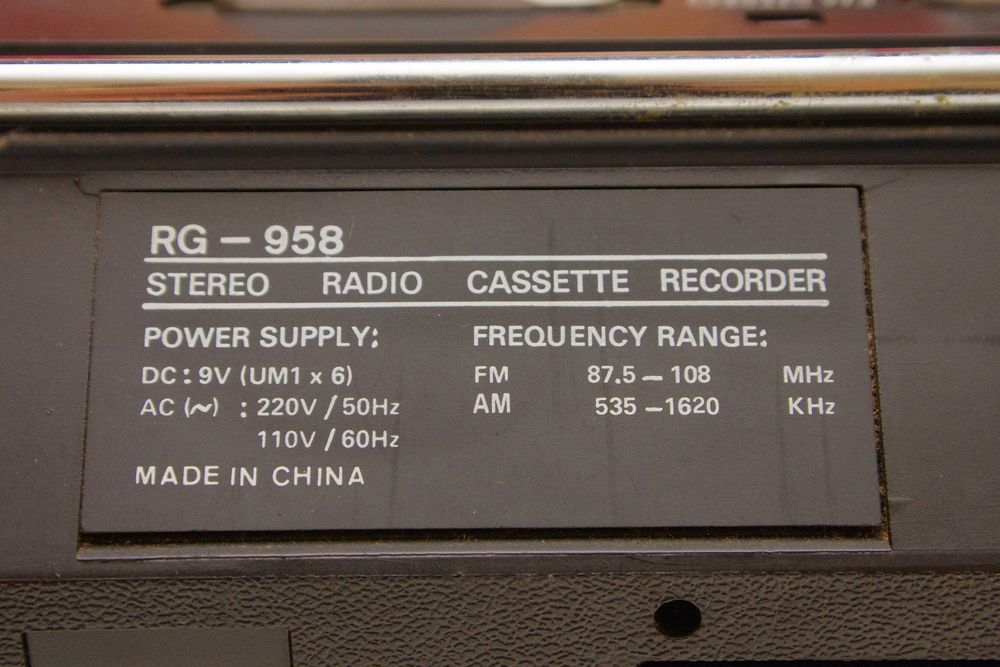 RG – 958
STEREO RADIO CASSETTE RECORDER
POWER SUPPLY:
DC : 9V (UM1 x 6)
AC (~) : 220V / 50Hz
110V / 60Hz
MADE IN CHINA
FREQUENCY RANGE:
FM 87.5 – 108 MHz
AM 535 – 1620 KHz